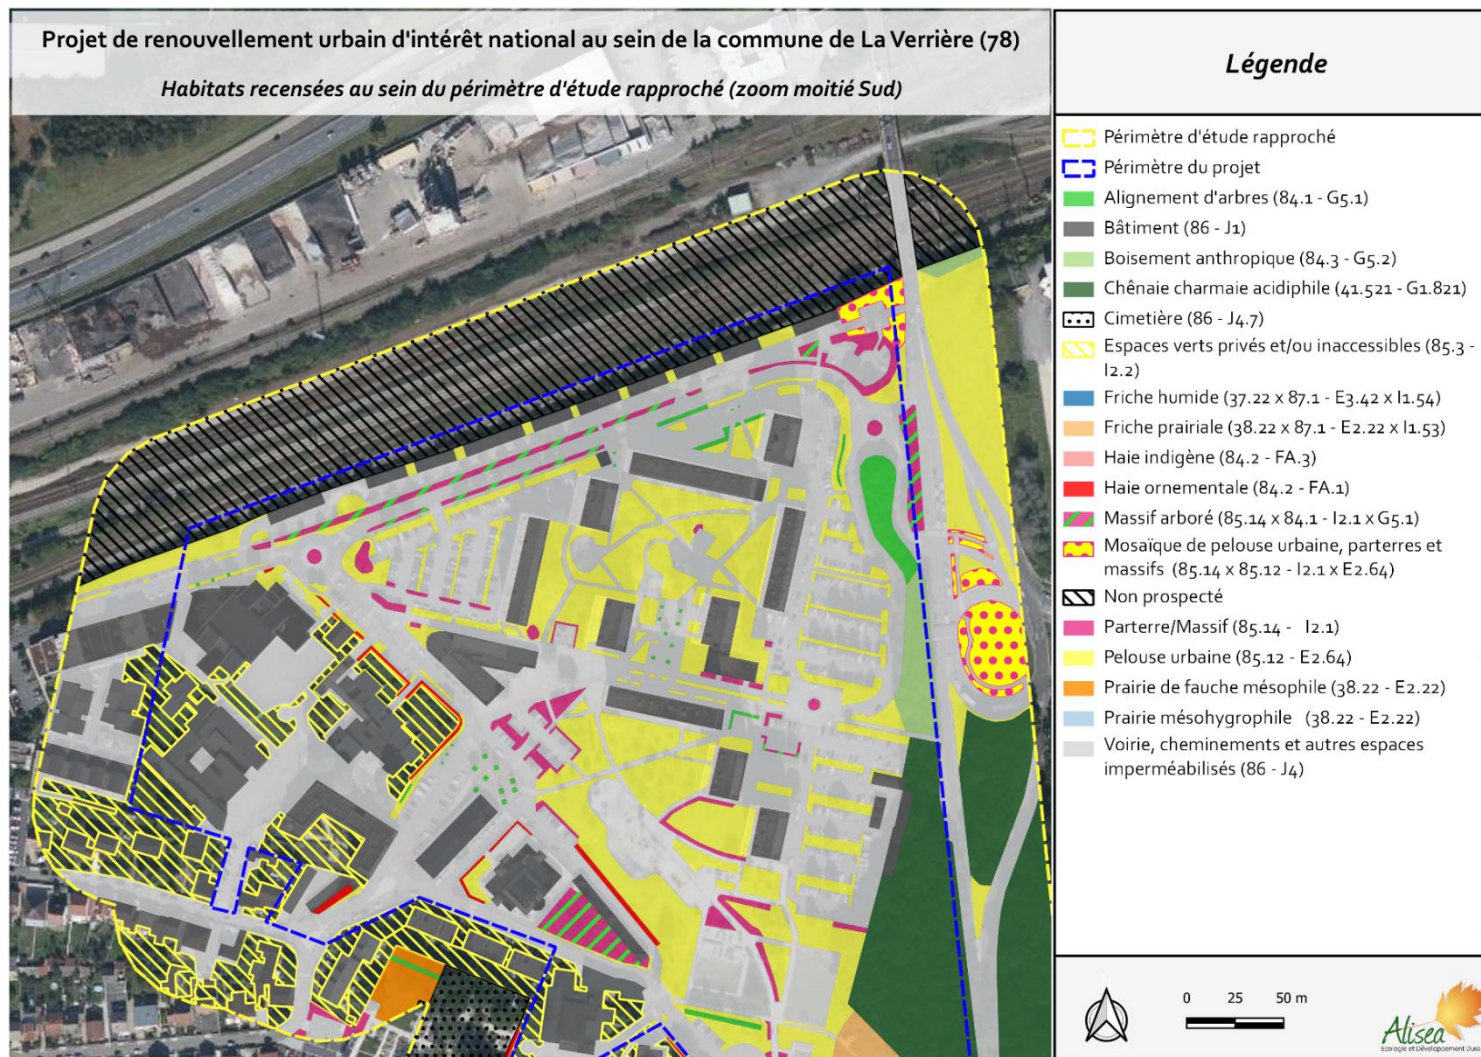 Projet de renouvellement urbain d'intérêt national au sein de la commune de La Verrière (78)
Habitats recensées au sein du périmètre d'étude rapproché (zoom moitié Sud)
Légende
Périmètre d'étude rapproché
Périmètre du projet
Alignement d'arbres (84.1 - G5.1)
Bâtiment (86 - J1)
Boisement anthropique (84.3 - G5.2)
Chênaie charmaie acidiphile (41.521 - G1.821)
Cimetière (86 - J4.7)
Espaces verts privés et/ou inaccessibles (85.3 -
I2.2)
Friche humide (37.22 x 87.1 - E3.42 x I1.54)
Friche prairiale (38.22 x 87.1 - E2.22 x I1.53)
Haie indigène (84.2 - FA.3)
Haie ornementale (84.2 - FA.1)
Massif arboré (85.14 x 84.1 - I2.1 x G5.1)
Mosaïque de pelouse urbaine, parterres et
massifs (85.14 x 85.12 - I2.1 x E2.64)
Non prospecté
Parterre/Massif (85.14 - I2.1)
Pelouse urbaine (85.12 - E2.64)
Prairie de fauche mésophile (38.22 - E2.22)
Prairie mésohygrophile (38.22 - E2.22)
Voirie, cheminements et autres espaces
imperméabilisés (86 - J4)
0 25 50 m
Alisea
Ecologie et Développement Durable